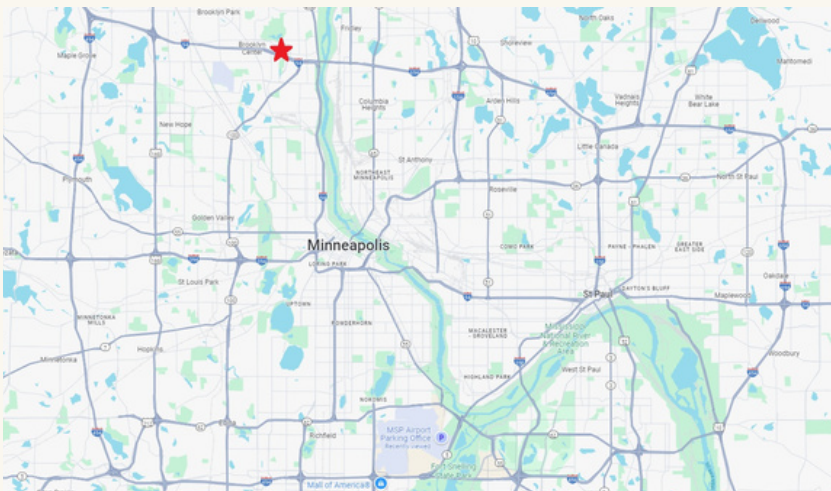 Brooklyn Park
Fridley
North Oaks
Dellwood
Maple Grove
Brooklyn
Center
Shoreview
Mahtomedi
Columbia
Heights
Arden Hills
Vadnais
Heights
White
Bear Lake
New Hope
Little Canada
St Anthony
NORTHEAST
MINNEAPOLIS
Plymouth
Roseville
North St Paul
Golden Valley
Minneapolis
LORING PARK
COMO PARK
PAYNE - PHALEN
GREATER
EAST SIDE
St Louis Park
Oakdale
St Paul
DAYTON'S BLUFF
Maplewood
UPTOWN
MINNETONKA
MILLS
POWDERHORN
MACALESTER
- GROVELAND
Mississippi
National River
& Recreation
Area
Hopkins
Minnetonka
Woodbury
West St Paul
HIGHLAND PARK
NOKOMIS
Edina
Richfield
MSP Airport
Parking Office
P
Fort Snelling
State Park
Mall of America®